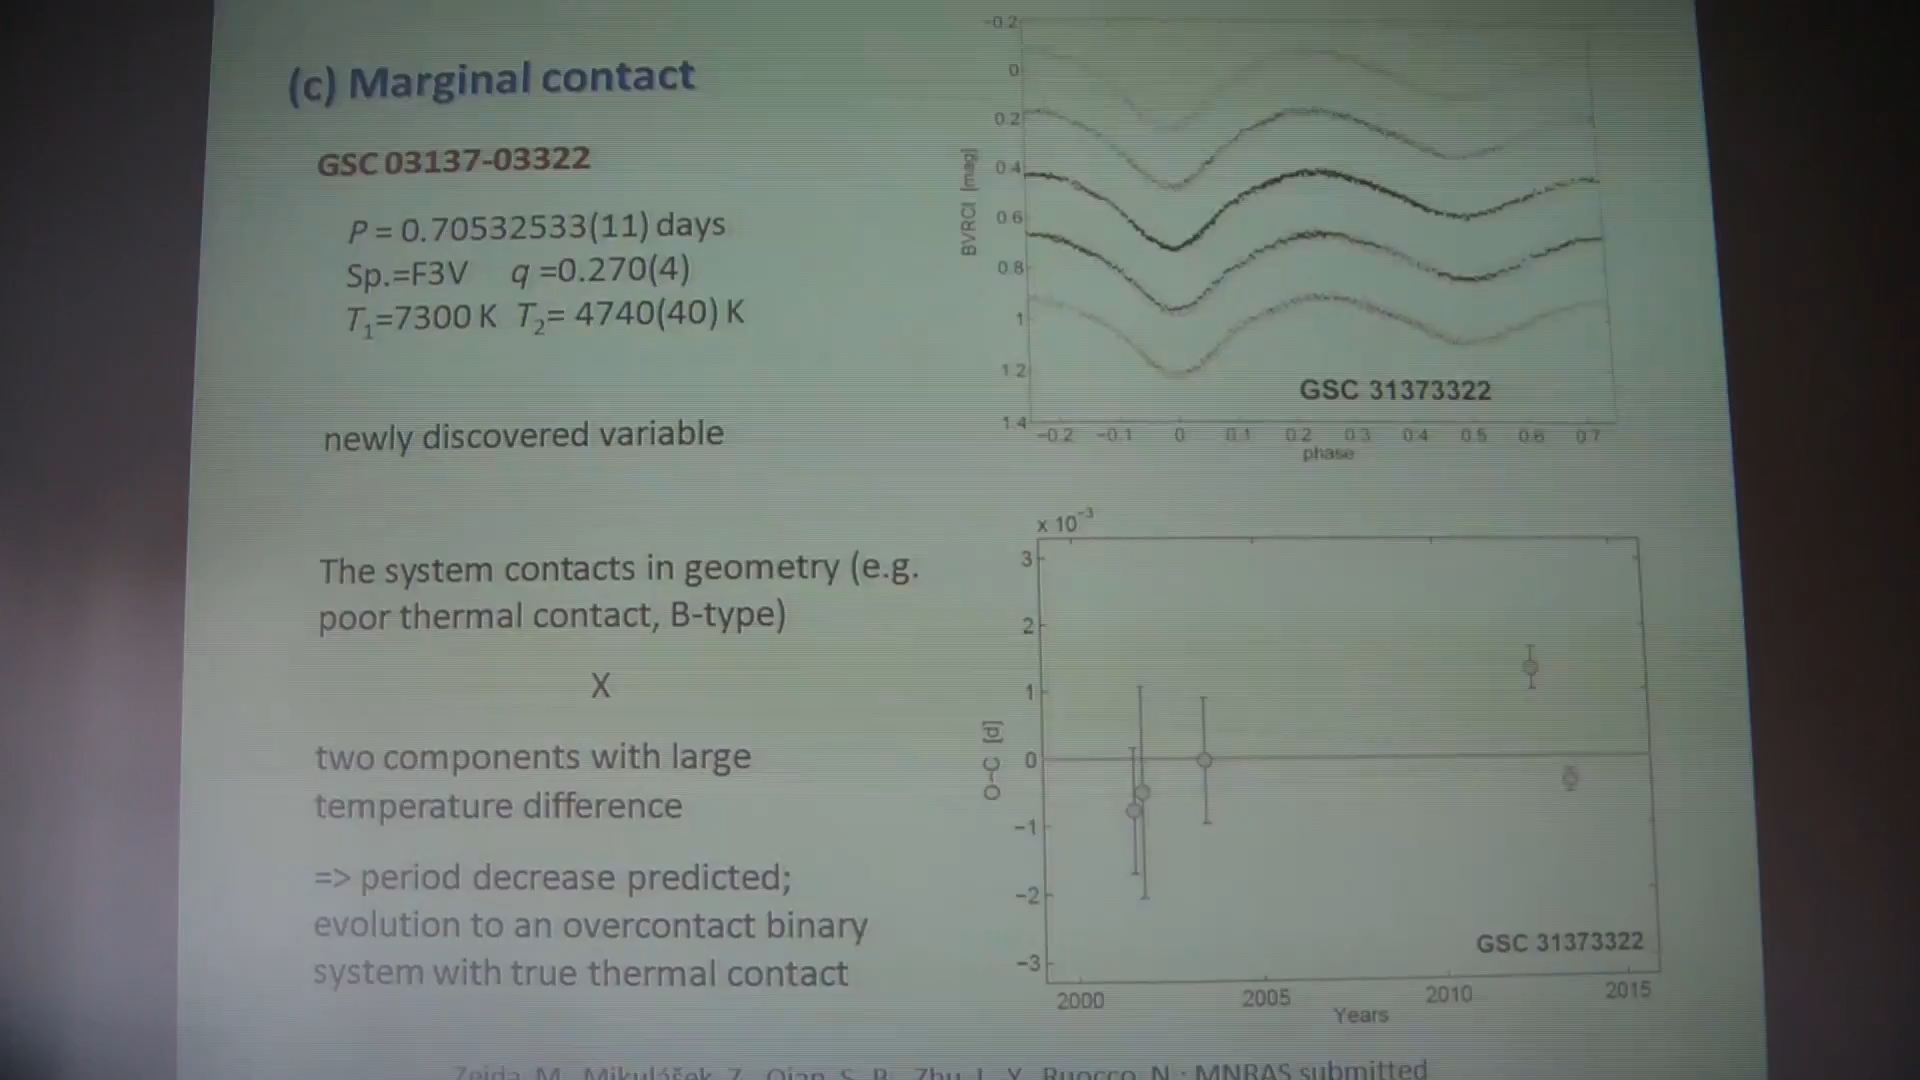 (c) Marginal contact
GSC 03137-03322
P = 0.70532533(11) days
Sp.=F3V q =0.270(4)
T1=7300 K T2= 4740(40) K
newly discovered variable
The system contacts in geometry (e.g.
poor thermal contact, B-type)
X
two components with large
temperature difference
=> period decrease predicted;
evolution to an overcontact binary
system with true thermal contact
-0.2
0
0.2
0.4
0.6
0.8
1
1.2
1.4
BVRCI [mag]
GSC 31373322
-0.2 -0.1 0 0.1 0.2 0.3 0.4 0.5 0.6 0.7
phase
x 10-3
3
2
1
0
-1
-2
-3
O-C [d]
GSC 31373322
2000 2005 2010 2015
Years
Zejda, M., Mikulášek, Z., Qian, S. B., Zhu, L. Y., Ruocco, N.: MNRAS submitted